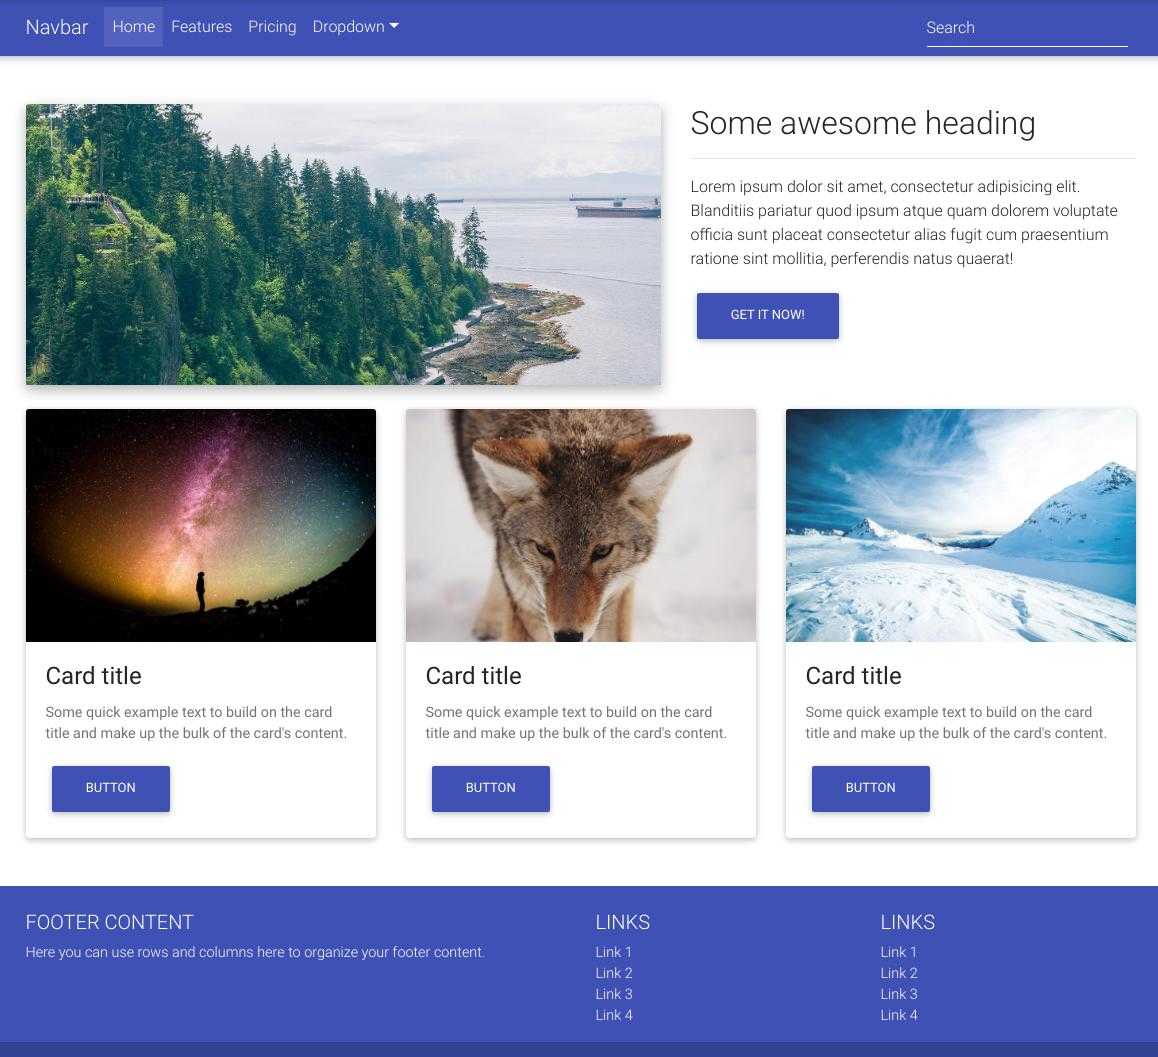 Navbar Home Features Pricing Dropdown Search
Some awesome heading
Lorem ipsum dolor sit amet, consectetur adipisicing elit.
Blanditiis pariatur quod ipsum atque quam dolorem voluptate
officia sunt placeat consectetur alias fugit cum praesentium
ratione sint mollitia, perferendis natus quaerat!
GET IT NOW!
Card title
Some quick example text to build on the card
title and make up the bulk of the card's content.
BUTTON
Card title
Some quick example text to build on the card
title and make up the bulk of the card's content.
BUTTON
Card title
Some quick example text to build on the card
title and make up the bulk of the card's content.
BUTTON
FOOTER CONTENT
Here you can use rows and columns here to organize your footer content.
LINKS
Link 1
Link 2
Link 3
Link 4
LINKS
Link 1
Link 2
Link 3
Link 4